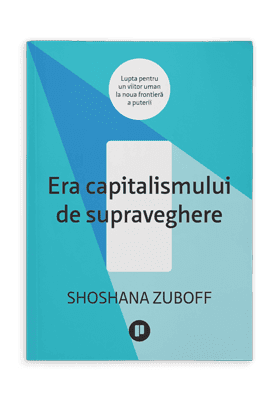 Lupta pentru
un viitor uman
la noua frontieră
a puterii
Era capitalismului
de supraveghere
SHOSHANA ZUBOFF